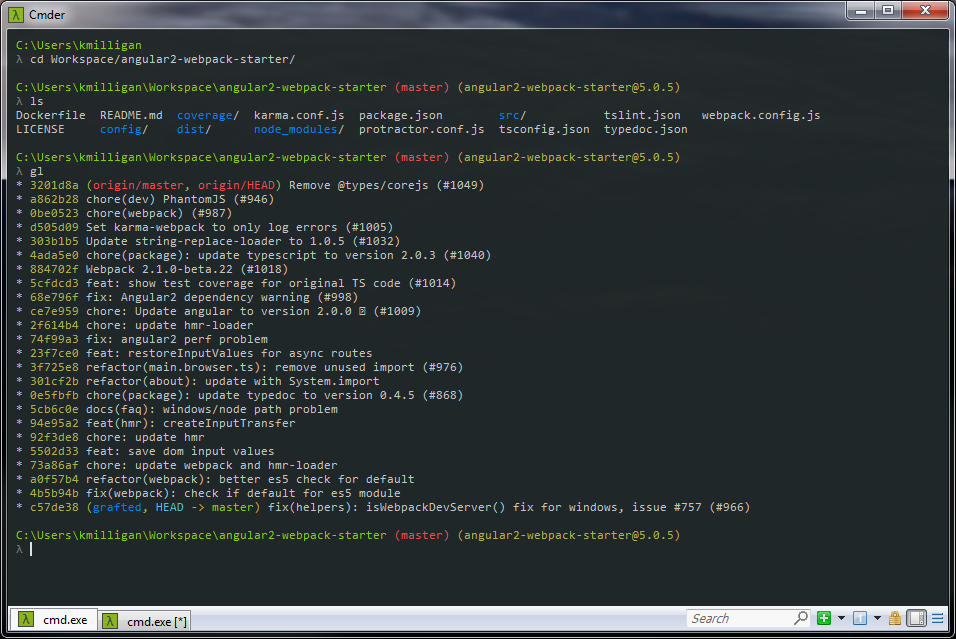 Cmder
C:\Users\kmilligan
λ cd Workspace/angular2-webpack-starter/
C:\Users\kmilligan\Workspace\angular2-webpack-starter (master) (angular2-webpack-starter@5.0.5)
λ ls
Dockerfile README.md coverage/ karma.conf.js package.json src/ tslint.json webpack.config.js
LICENSE config/ dist/ node_modules/ protractor.conf.js tsconfig.json typedoc.json
C:\Users\kmilligan\Workspace\angular2-webpack-starter (master) (angular2-webpack-starter@5.0.5)
λ gl
* 3201d8a (origin/master, origin/HEAD) Remove @types/corejs (#1049)
* a862b28 chore(dev) PhantomJS (#946)
* 0be0523 chore(webpack) (#987)
* d505d09 Set karma-webpack to only log errors (#1005)
* 303b1b5 Update string-replace-loader to 1.0.5 (#1032)
* 4ada5e0 chore(package): update typescript to version 2.0.3 (#1040)
* 884702f Webpack 2.1.0-beta.22 (#1018)
* 5cfdcd3 feat: show test coverage for original TS code (#1014)
* 68e796f fix: Angular2 dependency warning (#998)
* ce7e959 chore: Update angular to version 2.0.0 (#1009)
* 2f614b4 chore: update hmr-loader
* 74f99a3 fix: angular2 perf problem
* 23f7ce0 feat: restoreInputValues for async routes
* 3f725e8 refactor(main.browser.ts): remove unused import (#976)
* 301cf2b refactor(about): update with System.import
* 0e5fbfb chore(package): update typedoc to version 0.4.5 (#868)
* 5cb6c0e docs(faq): windows/node path problem
* 94e95a2 feat(hmr): createInputTransfer
* 92f3de8 chore: update hmr
* 5502d33 feat: save dom input values
* 73a86af chore: update webpack and hmr-loader
* a0f57b4 refactor(webpack): better es5 check for default
* 4b5b94b fix(webpack): check if default for es5 module
* c57de38 (grafted, HEAD -> master) fix(helpers): isWebpackDevServer() fix for windows, issue #757 (#966)
C:\Users\kmilligan\Workspace\angular2-webpack-starter (master) (angular2-webpack-starter@5.0.5)
λ
λ cmd.exe λ cmd.exe [*] Search